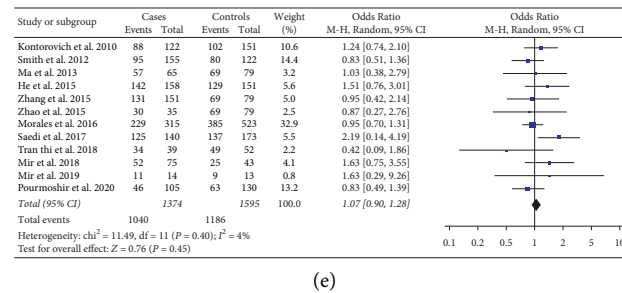 Study or subgroup Cases Controls Weight Odds Ratio Odds Ratio
Events Total Events Total (%) M-H, Random, 95% CI M-H, Random, 95% CI
Kontorovich et al. 2010 88 122 102 151 10.6 1.24 [0.74, 2.10]
Smith et al. 2012 95 155 80 122 14.4 0.83 [0.51, 1.36]
Ma et al. 2013 57 65 69 79 3.2 1.03 [0.38, 2.79]
He et al. 2015 142 158 129 151 5.6 1.51 [0.76, 3.01]
Zhang et al. 2015 131 151 69 79 5.0 0.95 [0.42, 2.14]
Zhao et al. 2015 30 35 69 79 2.4 0.87 [0.27, 2.76]
Morales et al. 2016 229 315 385 523 32.9 0.95 [0.70, 1.31]
Saedi et al. 2017 125 140 137 173 5.5 2.19 [0.14, 4.19]
Tran thi et al. 2018 34 39 49 52 2.4 0.42 [0.09, 1.86]
Mir et al. 2018 52 75 25 43 4.1 1.63 [0.75, 3.55]
Mir et al. 2019 11 14 9 13 1.0 1.63 [0.29, 9.26]
Pourmoshir et al. 2020 46 105 63 130 13.2 0.83 [0.49, 1.39]
Total (95% CI) 1374 1595 100.0 1.07 [0.90, 1.28]
Total events 1040 1186
Heterogeneity: chi² = 11.49, df = 11 (P = 0.40); I² = 4%
Test for overall effect: Z = 0.76 (P = 0.45)
0.1 0.2 0.5 1 2 5 10
(e)